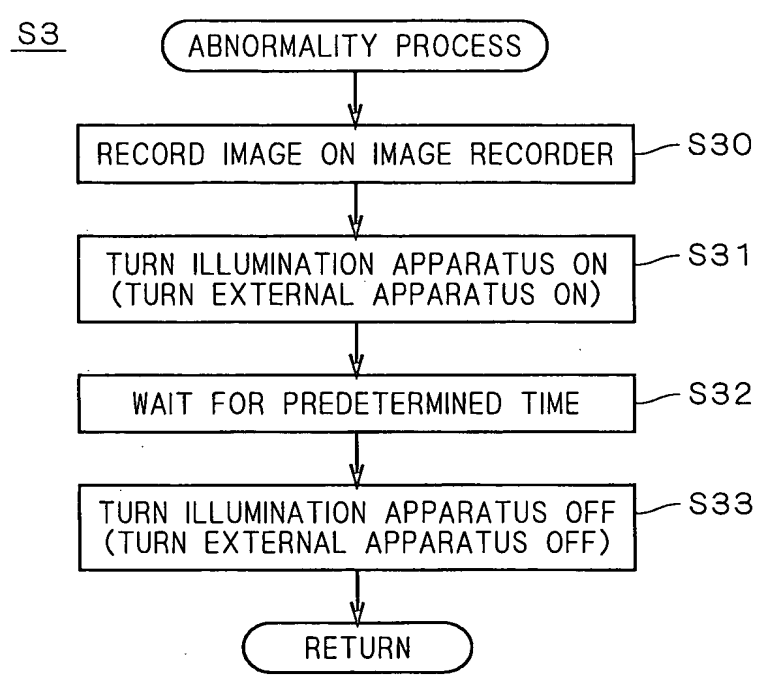 S3
ABNORMALITY PROCESS
RECORD IMAGE ON IMAGE RECORDER
S30
TURN ILLUMINATION APPARATUS ON
(TURN EXTERNAL APPARATUS ON)
S31
WAIT FOR PREDETERMINED TIME
S32
TURN ILLUMINATION APPARATUS OFF
(TURN EXTERNAL APPARATUS OFF)
S33
RETURN